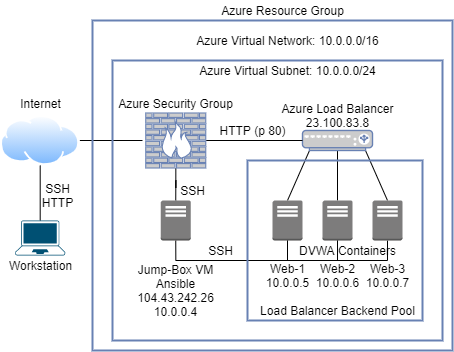 Azure Resource Group
Azure Virtual Network: 10.0.0.0/16
Azure Virtual Subnet: 10.0.0.0/24
Internet
Azure Security Group
Azure Load Balancer
23.100.83.8
HTTP (p 80)
SSH
HTTP
SSH
SSH
Workstation
Jump-Box VM
Ansible
104.43.242.26
10.0.0.4
DVWA Containers
Web-1
10.0.0.5
Web-2
10.0.0.6
Web-3
10.0.0.7
Load Balancer Backend Pool